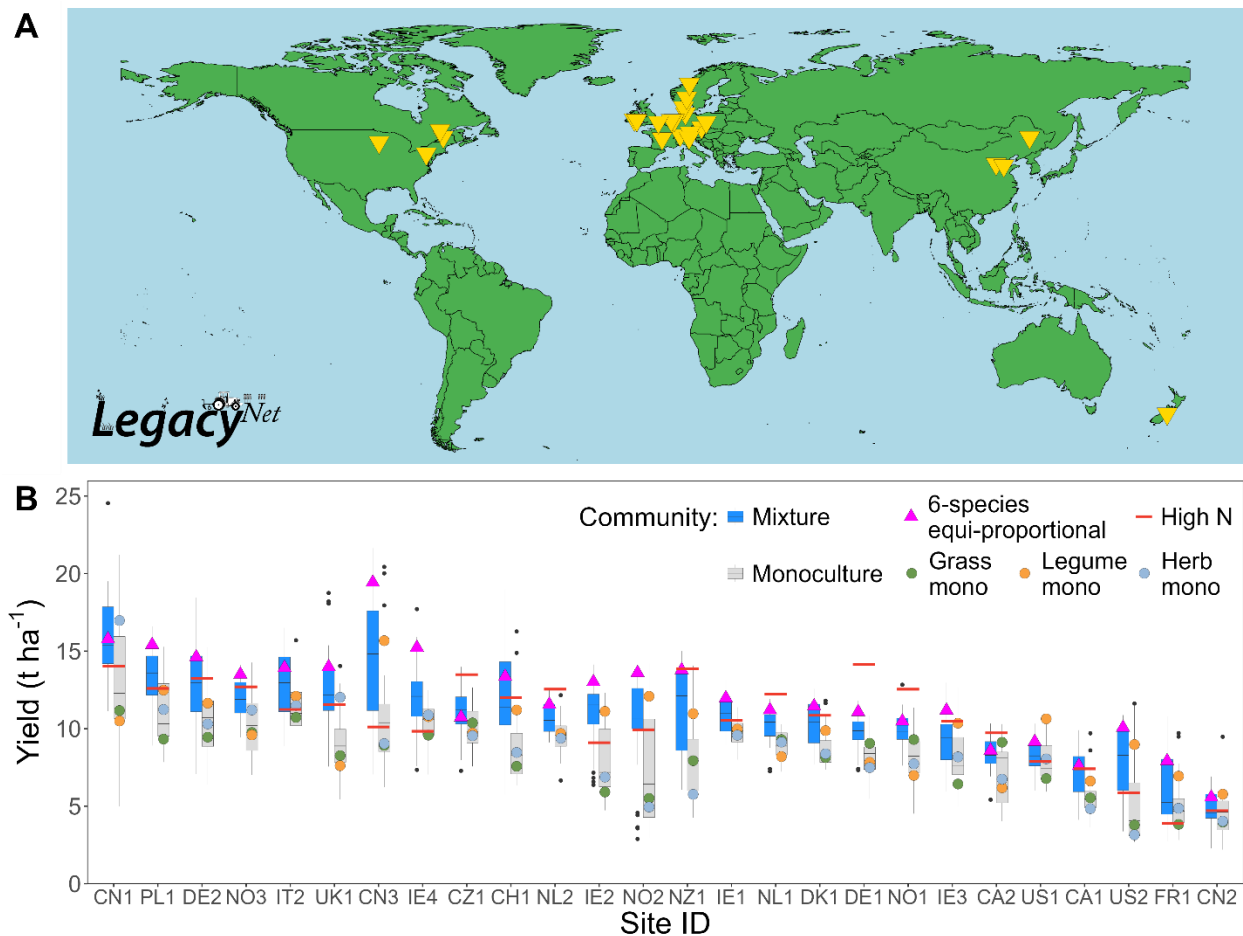 A
Legacy Net
B
Community: Mixture 6-species equi-proportional High N
Monoculture Grass mono Legume mono Herb mono
Yield (t ha-1)
25
20
15
10
5
0
CN1 PL1 DE2 NO3 IT2 UK1 CN3 IE4 CZ1 CH1 NL2 IE2 NO2 NZ1 IE1 NL1 DK1 DE1 NO1 IE3 CA2 US1 CA1 US2 FR1 CN2
Site ID